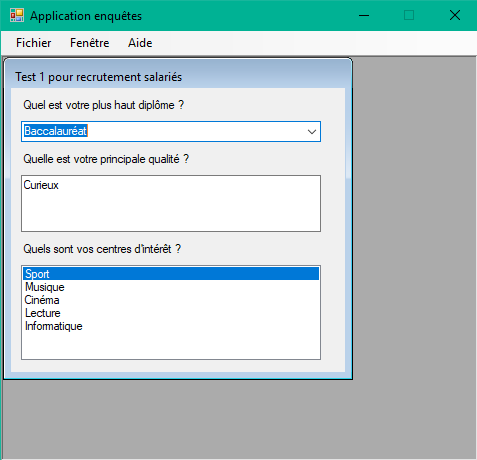 Application enquêtes
Fichier Fenêtre Aide
Test 1 pour recrutement salariés
Quel est votre plus haut diplôme ?
Baccalauréat
Quelle est votre principale qualité ?
Curieux
Quels sont vos centres d'intérêt ?
Sport
Musique
Cinéma
Lecture
Informatique